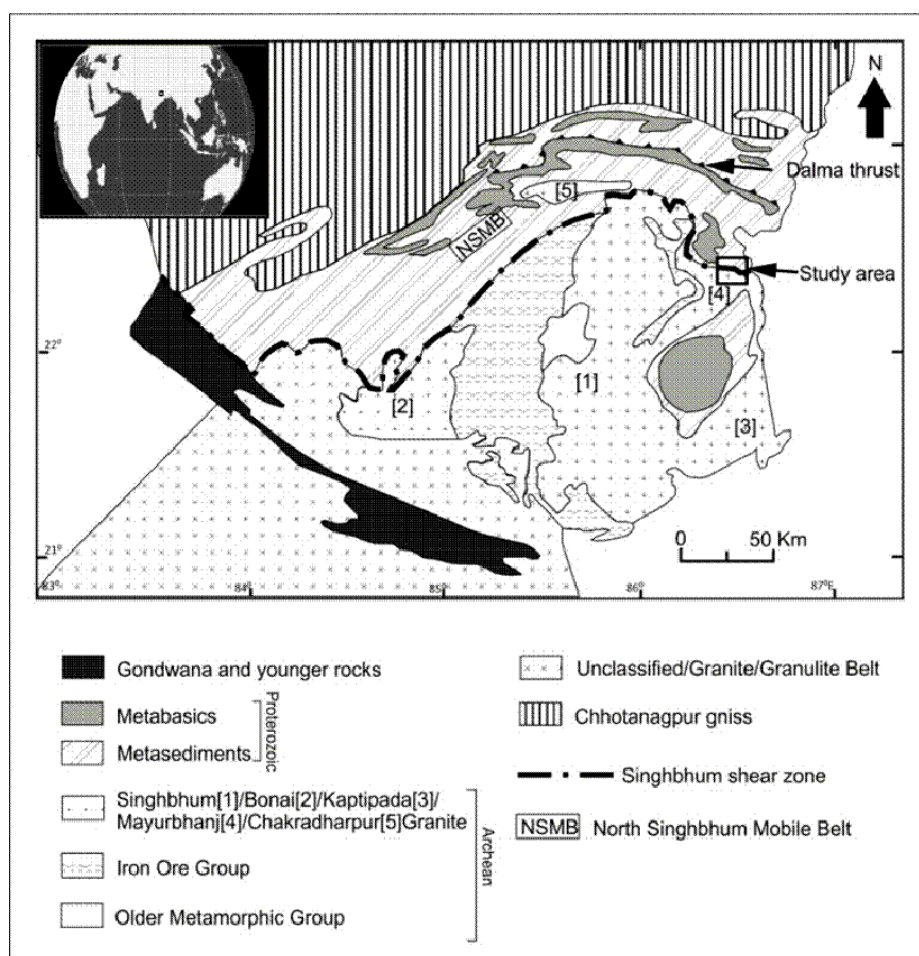 N
Dalma thrust
[5]
NSMB
Study area
[4]
22°
[1]
[2]
[3]
0 50 Km
21°
83° 84° 85° 86° 87°E
Gondwana and younger rocks
Metabasics
Metasediments
Proterozoic
Singhbhum[1]/Bonai[2]/Kaptipada[3]/
Mayurbhanj[4]/Chakradharpur[5]Granite
Iron Ore Group
Older Metamorphic Group
Archean
Unclassified/Granite/Granulite Belt
Chhotanagpur gniss
Singhbhum shear zone
NSMB North Singhbhum Mobile Belt